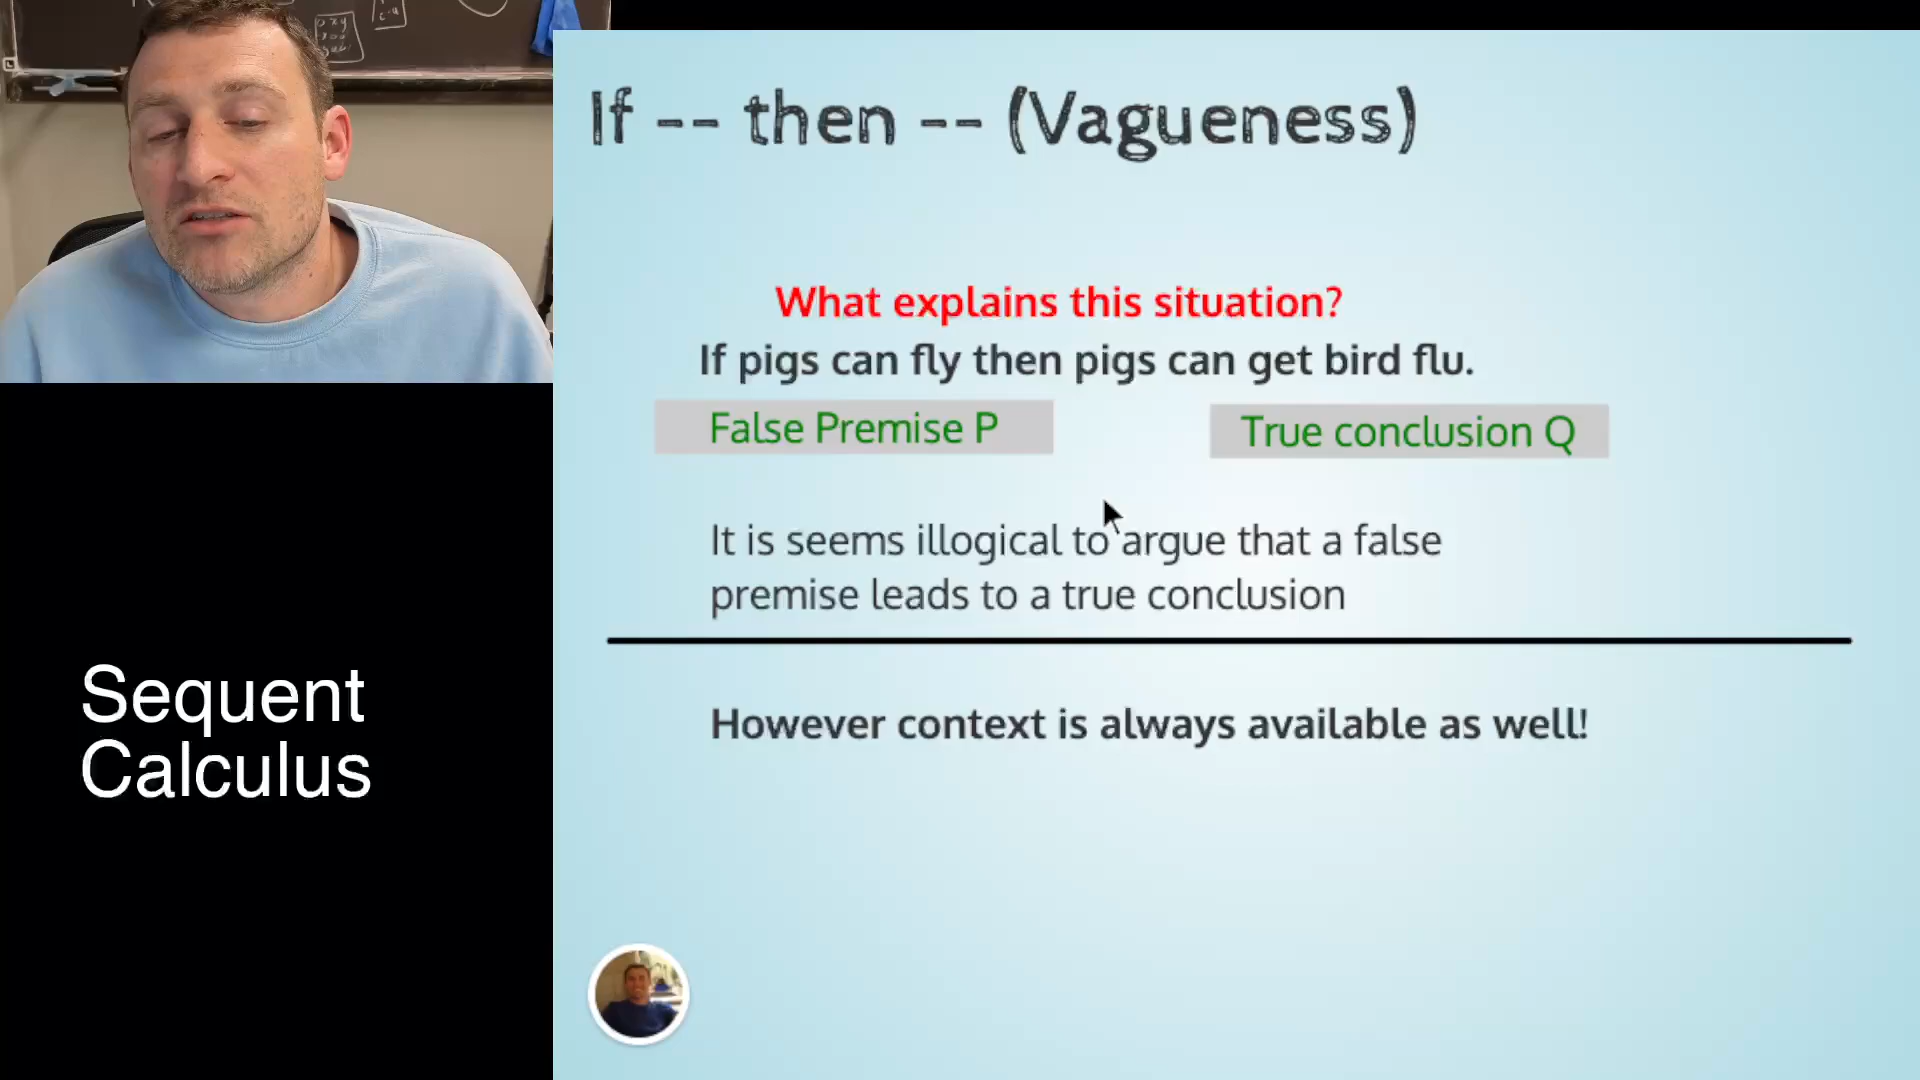 If -- then -- (Vagueness)
What explains this situation?
If pigs can fly then pigs can get bird flu.
False Premise P
True conclusion Q
It is seems illogical to argue that a false
premise leads to a true conclusion
However context is always available as well!
Sequent
Calculus